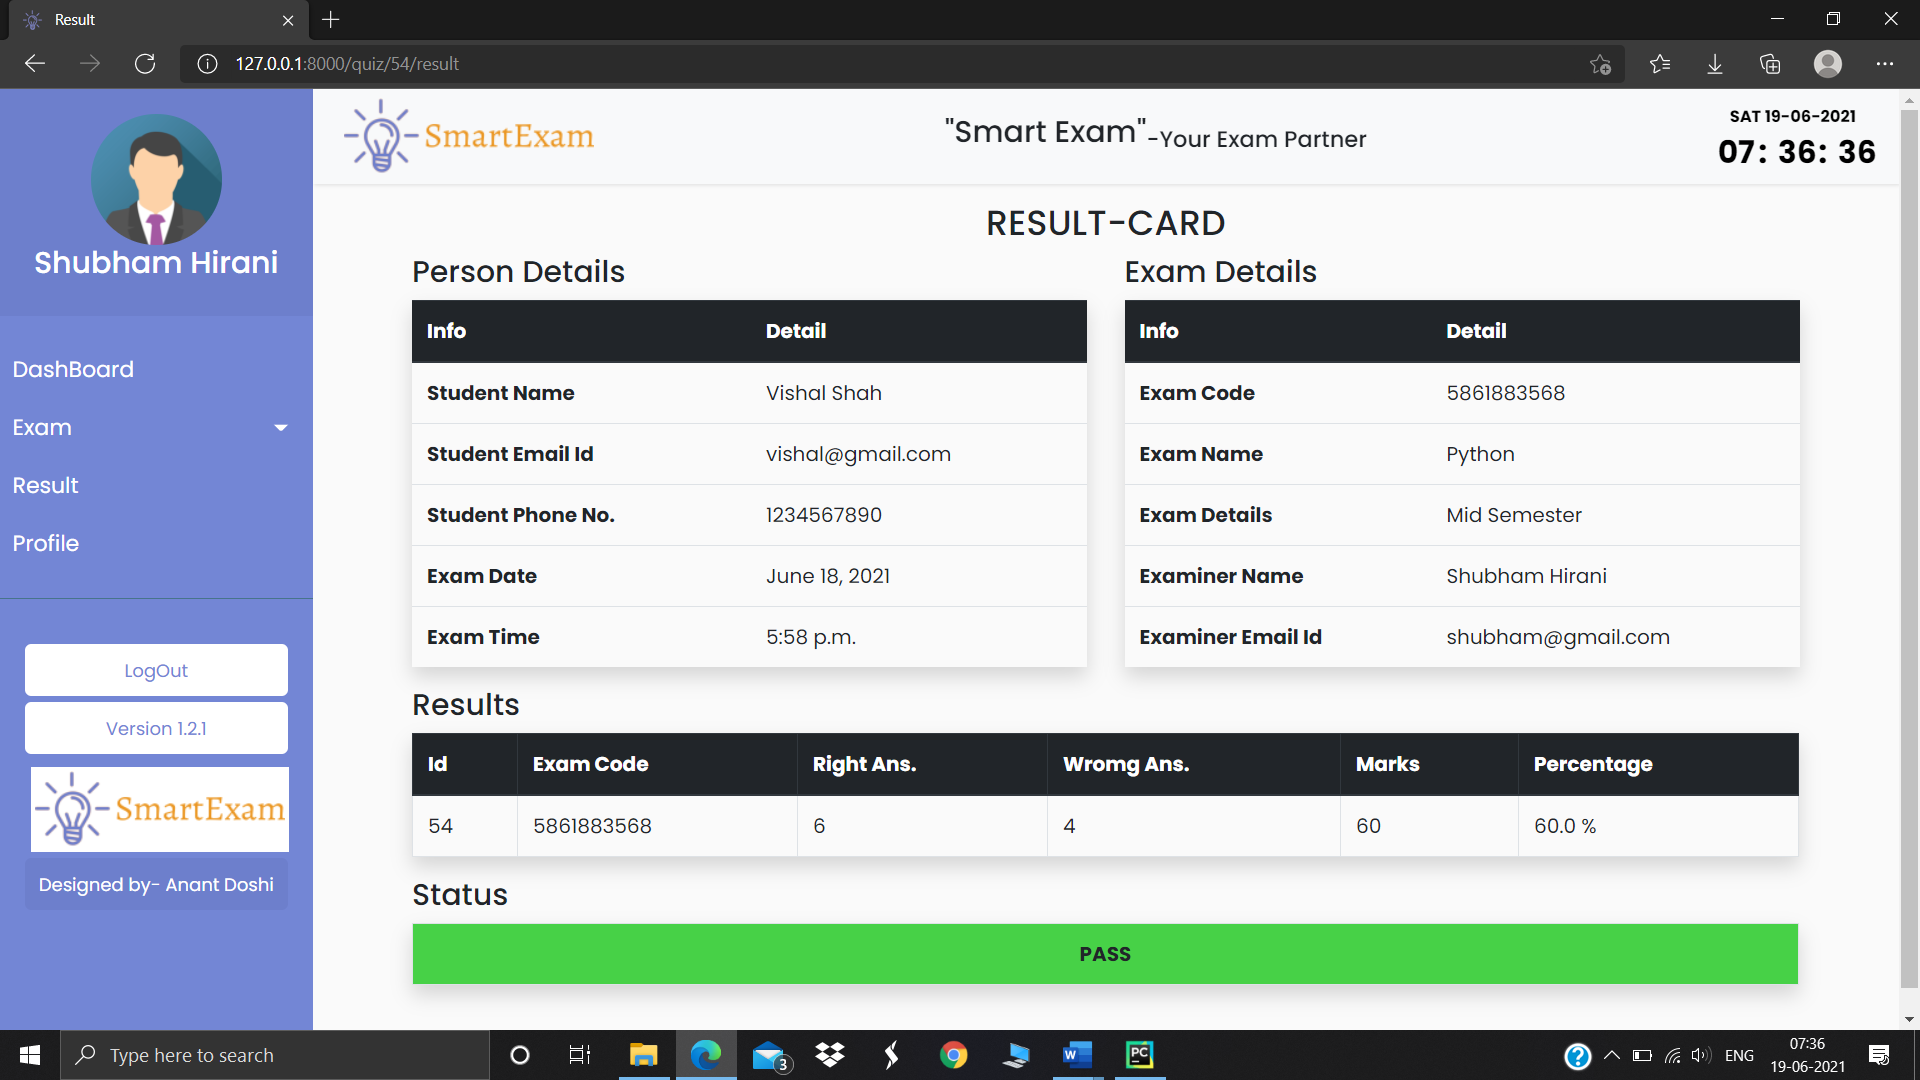 Result
127.0.0.1:8000/quiz/54/result
Shubham Hirani
DashBoard
Exam
Result
Profile
LogOut
Version 1.2.1
SmartExam
Designed by- Anant Doshi
SmartExam
"Smart Exam" -Your Exam Partner
SAT 19-06-2021
07: 36: 36
RESULT-CARD
Person Details
Info Detail
Student Name Vishal Shah
Student Email Id vishal@gmail.com
Student Phone No. 1234567890
Exam Date June 18, 2021
Exam Time 5:58 p.m.
Exam Details
Info Detail
Exam Code 5861883568
Exam Name Python
Exam Details Mid Semester
Examiner Name Shubham Hirani
Examiner Email Id shubham@gmail.com
Results
Id Exam Code Right Ans. Wromg Ans. Marks Percentage
54 5861883568 6 4 60 60.0 %
Status
PASS
Type here to search
3
W
PC
?
ENG
07:36
19-06-2021